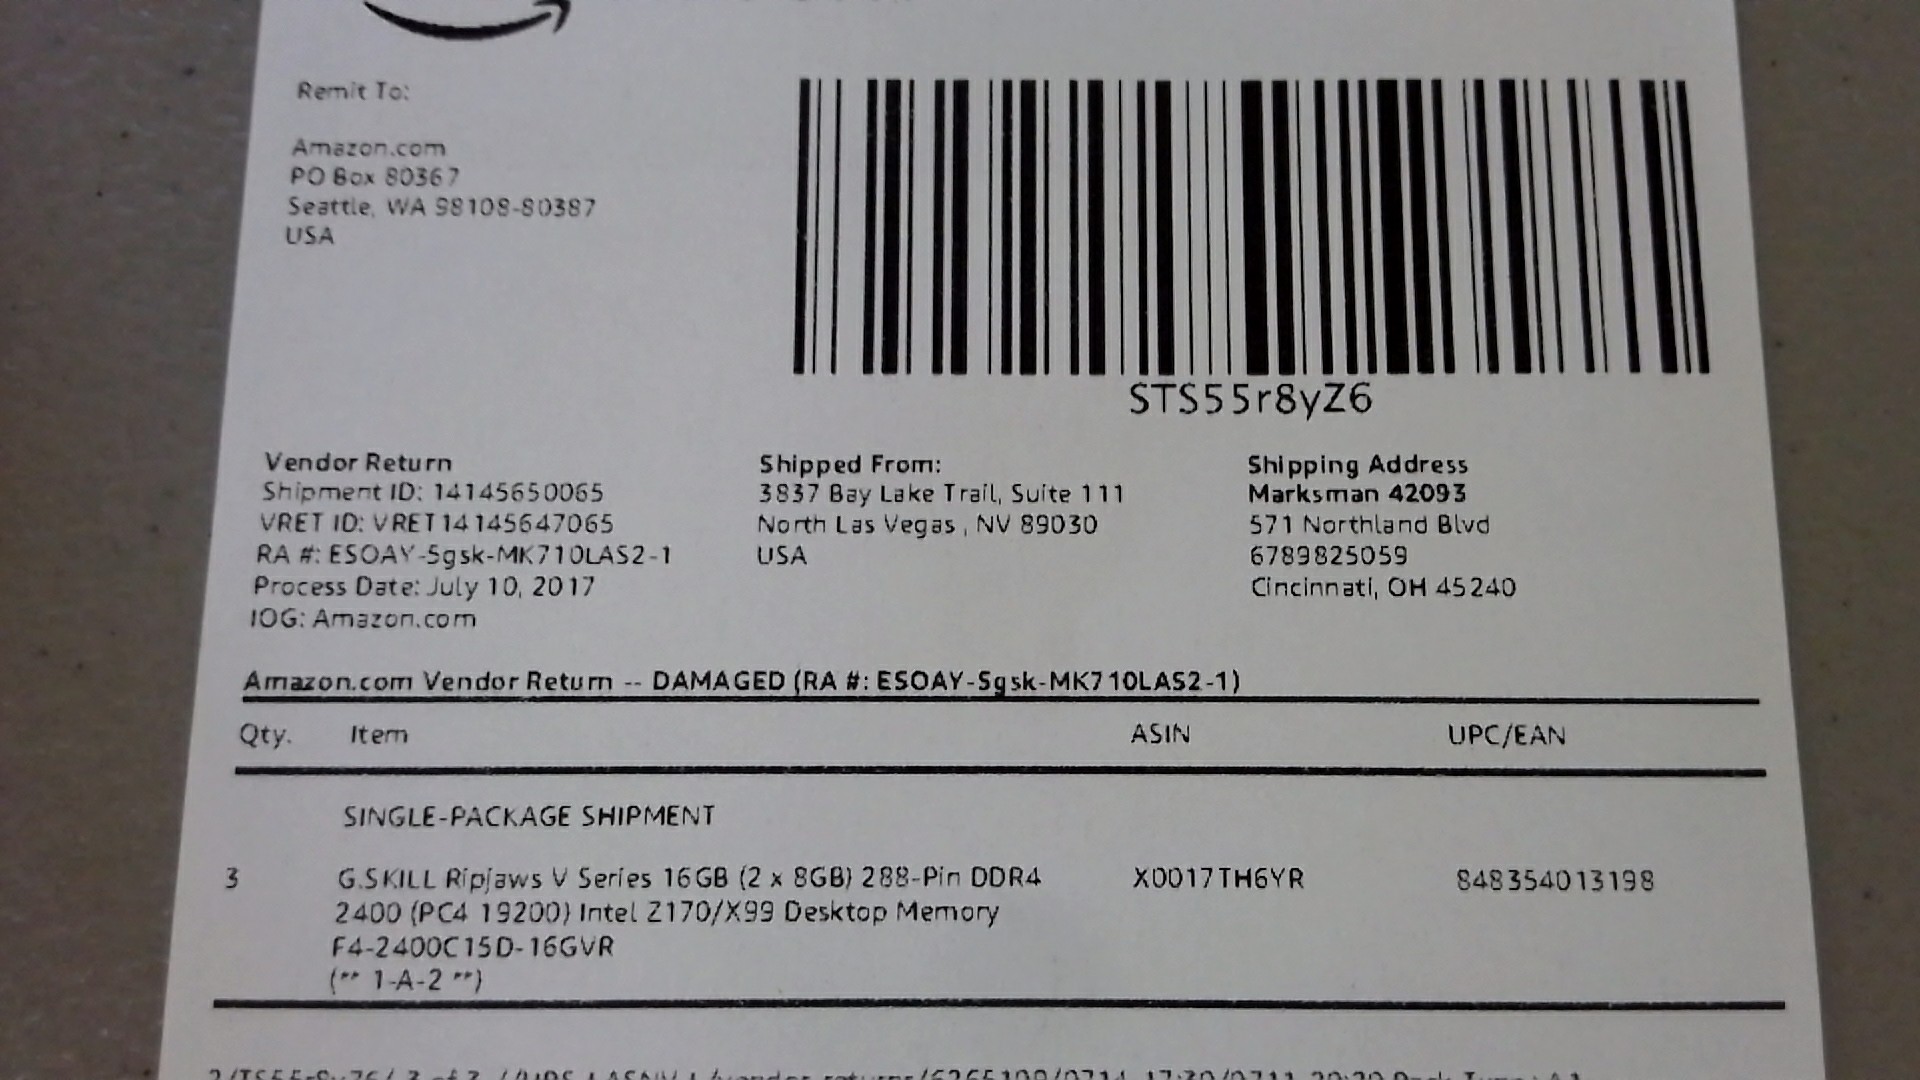 Remit To:
Amazon.com
PO Box 80367
Seattle, WA 98108-80387
USA
STS55r8yZ6
Vendor Return
Shipment ID: 14145650065
VRET ID: VRET14145647065
RA #: ESOAY-5gsk-MK710LAS2-1
Process Date: July 10, 2017
IOG: Amazon.com
Shipped From:
3837 Bay Lake Trail, Suite 111
North Las Vegas , NV 89030
USA
Shipping Address
Marksman 42093
571 Northland Blvd
6789825059
Cincinnati, OH 45240
Amazon.com Vendor Return -- DAMAGED (RA #: ESOAY-5gsk-MK710LAS2-1)
Qty. Item ASIN UPC/EAN
SINGLE-PACKAGE SHIPMENT
3 G.SKILL Ripjaws V Series 16GB (2 x 8GB) 288-Pin DDR4 X0017TH6YR 848354013198
2400 (PC4 19200) Intel Z170/X99 Desktop Memory
F4-2400C15D-16GVR
(** 1-A-2 **)